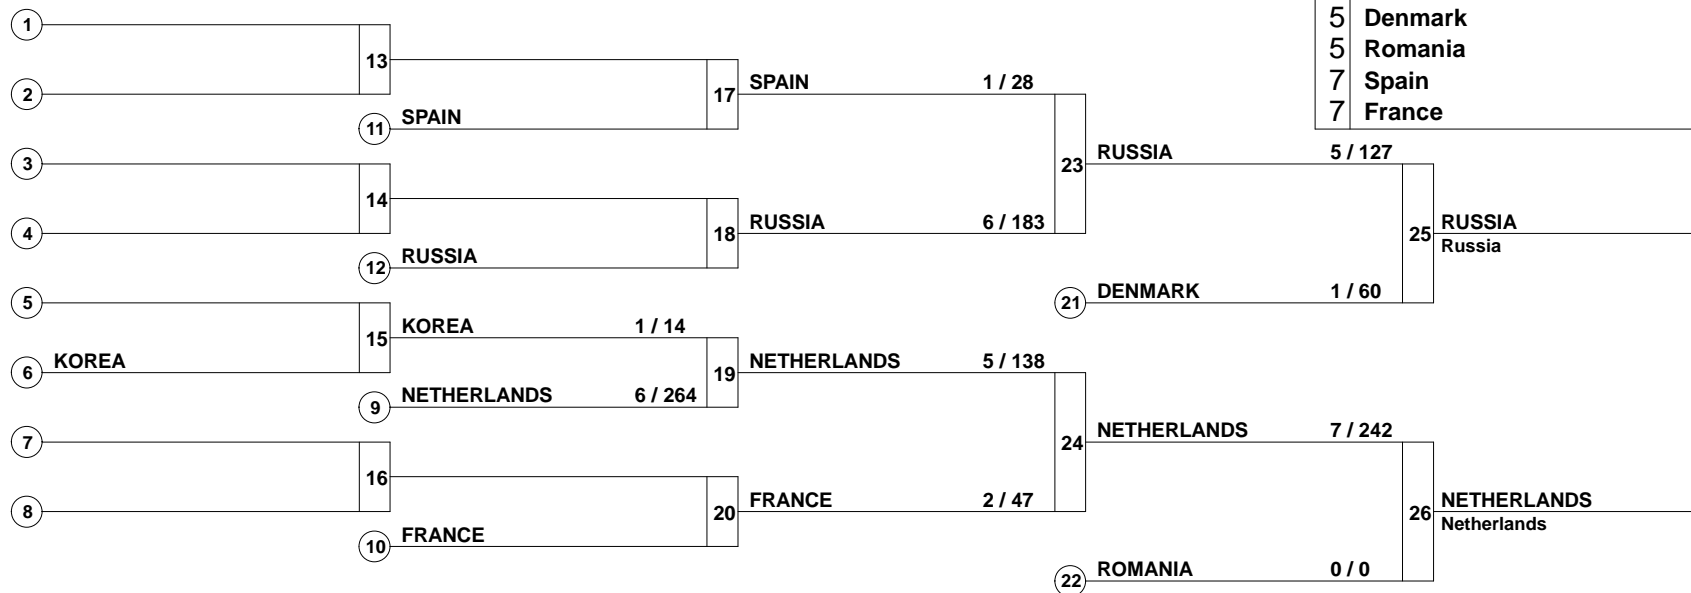 5 Denmark
5 Romania
7 Spain
7 France
1
13
2
17 SPAIN 1 / 28
11 SPAIN
3
23 RUSSIA 5 / 127
14
4
18 RUSSIA 6 / 183
25 RUSSIA
Russia
12 RUSSIA
5
21 DENMARK 1 / 60
15 KOREA 1 / 14
6 KOREA
19 NETHERLANDS 5 / 138
9 NETHERLANDS 6 / 264
7
24 NETHERLANDS 7 / 242
16
8
20 FRANCE 2 / 47
26 NETHERLANDS
Netherlands
10 FRANCE
22 ROMANIA 0 / 0